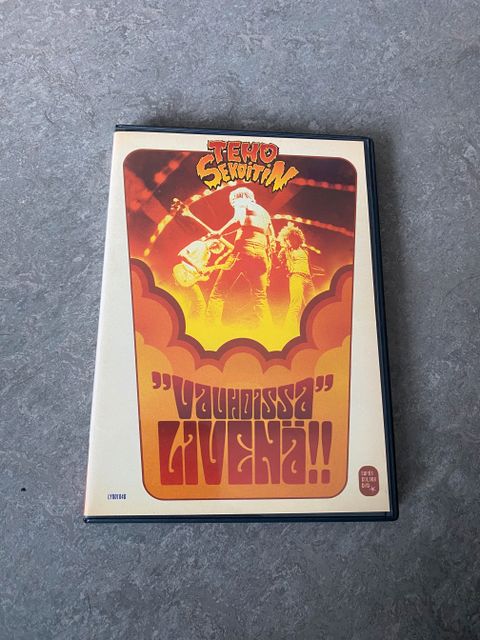 TEHO
SEKOITIN
"VAUHDISSA"
LIVENÄ!!